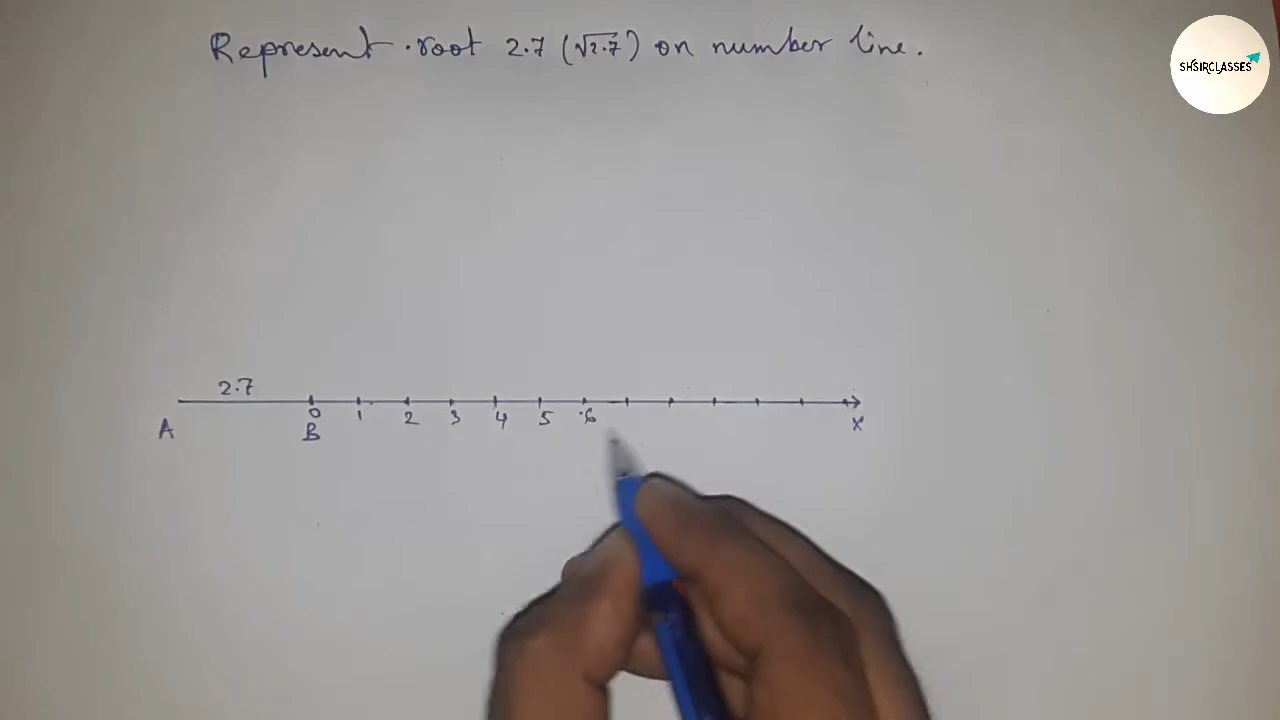 Represent root 2.7 (√2.7) on number line.
SHSIRCLASSES
2.7
0 1 2 3 4 5 6
A B X